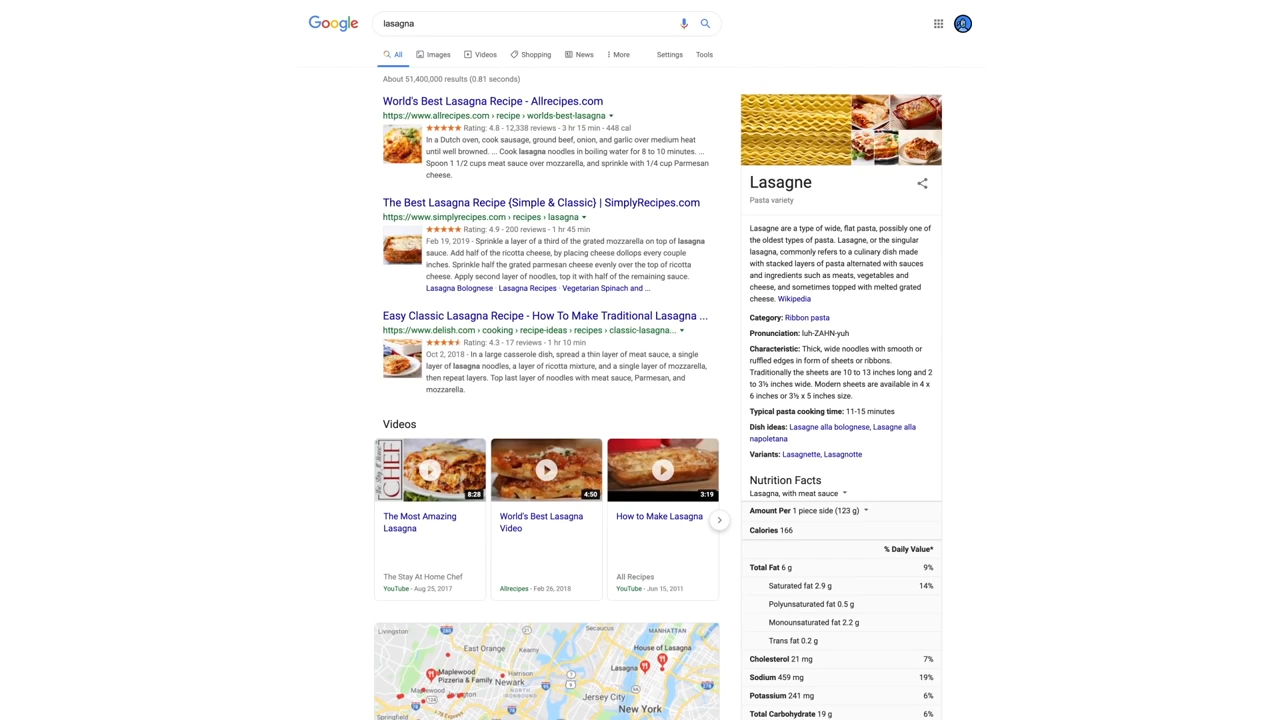 Google
lasagna
All
Images
Videos
Shopping
News
More
Settings
Tools
About 51,400,000 results (0.81 seconds)
World's Best Lasagna Recipe - Allrecipes.com
https://www.allrecipes.com › recipe › worlds-best-lasagna
Rating: 4.8 - 12,338 reviews - 3 hr 15 min - 448 cal
In a Dutch oven, cook sausage, ground beef, onion, and garlic over medium heat
until well browned. ... Cook lasagna noodles in boiling water for 8 to 10 minutes. ...
Spoon 1 1/2 cups meat sauce over mozzarella, and sprinkle with 1/4 cup Parmesan
cheese.
The Best Lasagna Recipe {Simple & Classic} | SimplyRecipes.com
https://www.simplyrecipes.com › recipes › lasagna
Rating: 4.9 - 200 reviews - 1 hr 45 min
Feb 19, 2019 - Sprinkle a layer of a third of the grated mozzarella on top of lasagna
sauce. Add half of the ricotta cheese, by placing cheese dollops every couple
inches. Sprinkle half the grated parmesan cheese evenly over the top of ricotta
cheese. Apply second layer of noodles, top it with half of the remaining sauce.
Lasagna Bolognese · Lasagna Recipes · Vegetarian Spinach and ...
Easy Classic Lasagna Recipe - How To Make Traditional Lasagna ...
https://www.delish.com › cooking › recipe-ideas › recipes › classic-lasagna...
Rating: 4.3 - 17 reviews - 1 hr 10 min
Oct 2, 2018 - In a large casserole dish, spread a thin layer of meat sauce, a single
layer of lasagna noodles, a layer of ricotta mixture, and a single layer of mozzarella,
then repeat layers. Top last layer of noodles with meat sauce, Parmesan, and
mozzarella.
Videos
CHEF
8:28
4:50
3:19
The Most Amazing
Lasagna
World's Best Lasagna
Video
How to Make Lasagna
The Stay At Home Chef
YouTube - Aug 25, 2017
Allrecipes - Feb 26, 2018
All Recipes
YouTube - Jun 15, 2011
Livingston
Secaucus
MANHATTAN
East Orange
Kearny
House of Lasagna
Lasagna
Maplewood
Pizzeria & Family
Harrison
Newark
NORTH
IRONBOUND
Maplewood
Irvington
Jersey City
New York
Springfield
Lasagne
Pasta variety
Lasagne are a type of wide, flat pasta, possibly one of
the oldest types of pasta. Lasagne, or the singular
lasagna, commonly refers to a culinary dish made
with stacked layers of pasta alternated with sauces
and ingredients such as meats, vegetables and
cheese, and sometimes topped with melted grated
cheese. Wikipedia
Category: Ribbon pasta
Pronunciation: luh-ZAHN-yuh
Characteristic: Thick, wide noodles with smooth or
ruffled edges in form of sheets or ribbons.
Traditionally the sheets are 10 to 13 inches long and 2
to 3½ inches wide. Modern sheets are available in 4 x
6 inches or 3½ x 5 inches size.
Typical pasta cooking time: 11-15 minutes
Dish ideas: Lasagne alla bolognese, Lasagne alla
napoletana
Variants: Lasagnette, Lasagnotte
Nutrition Facts
Lasagna, with meat sauce
Amount Per 1 piece side (123 g)
Calories 166
% Daily Value*
Total Fat 6 g 9%
Saturated fat 2.9 g 14%
Polyunsaturated fat 0.5 g
Monounsaturated fat 2.2 g
Trans fat 0.2 g
Cholesterol 21 mg 7%
Sodium 459 mg 19%
Potassium 241 mg 6%
Total Carbohydrate 19 g 6%